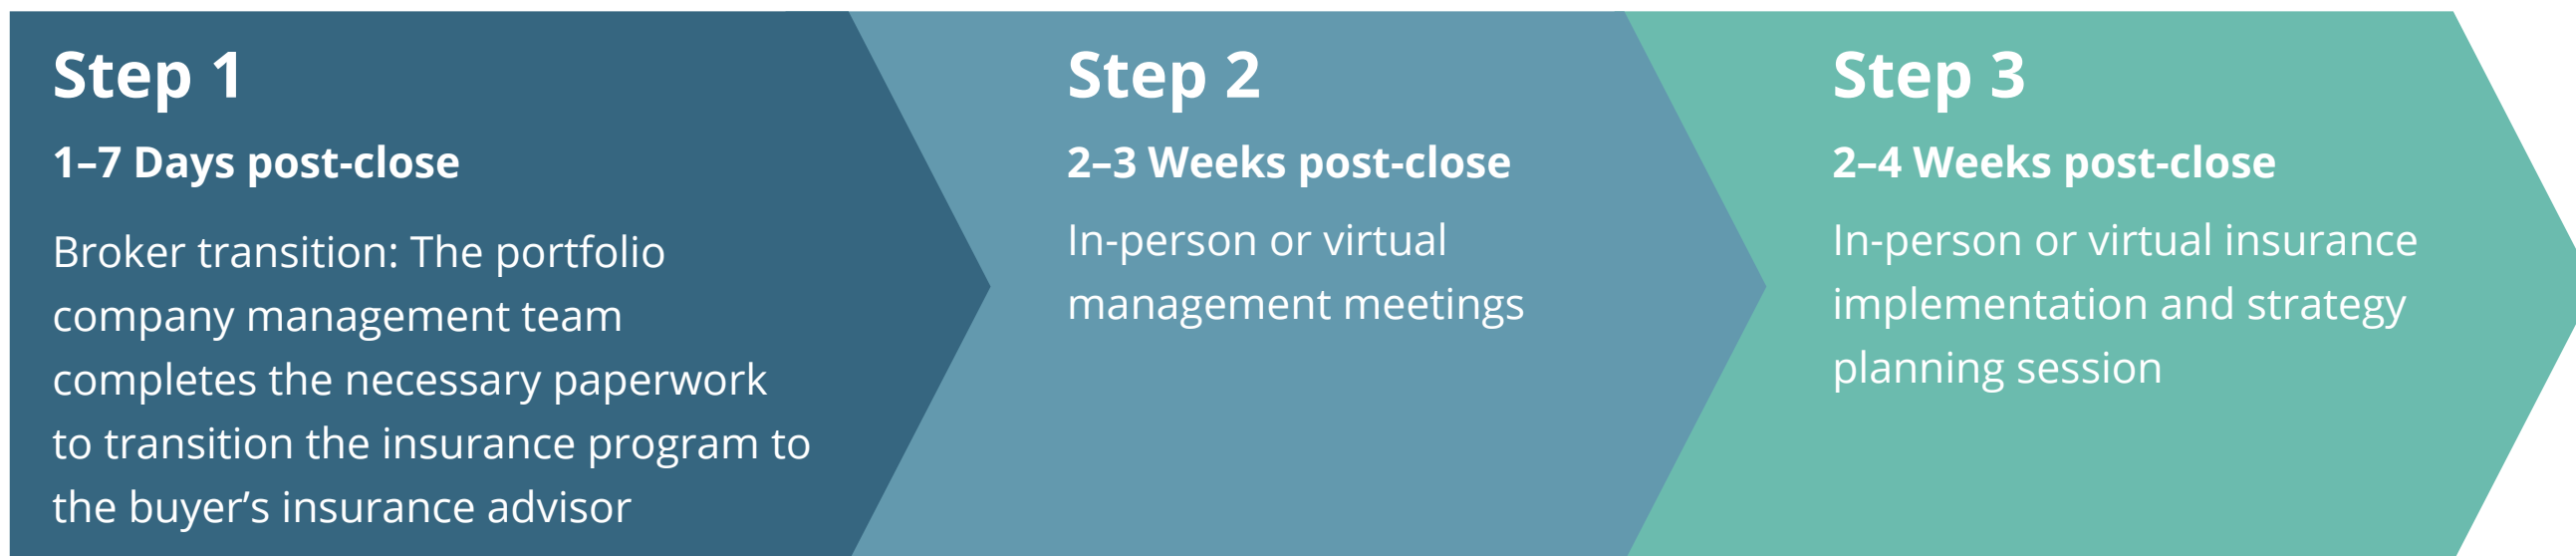 Step 1
1–7 Days post-close
Broker transition: The portfolio
company management team
completes the necessary paperwork
to transition the insurance program to
the buyer’s insurance advisor
Step 2
2–3 Weeks post-close
In-person or virtual
management meetings
Step 3
2–4 Weeks post-close
In-person or virtual insurance
implementation and strategy
planning session